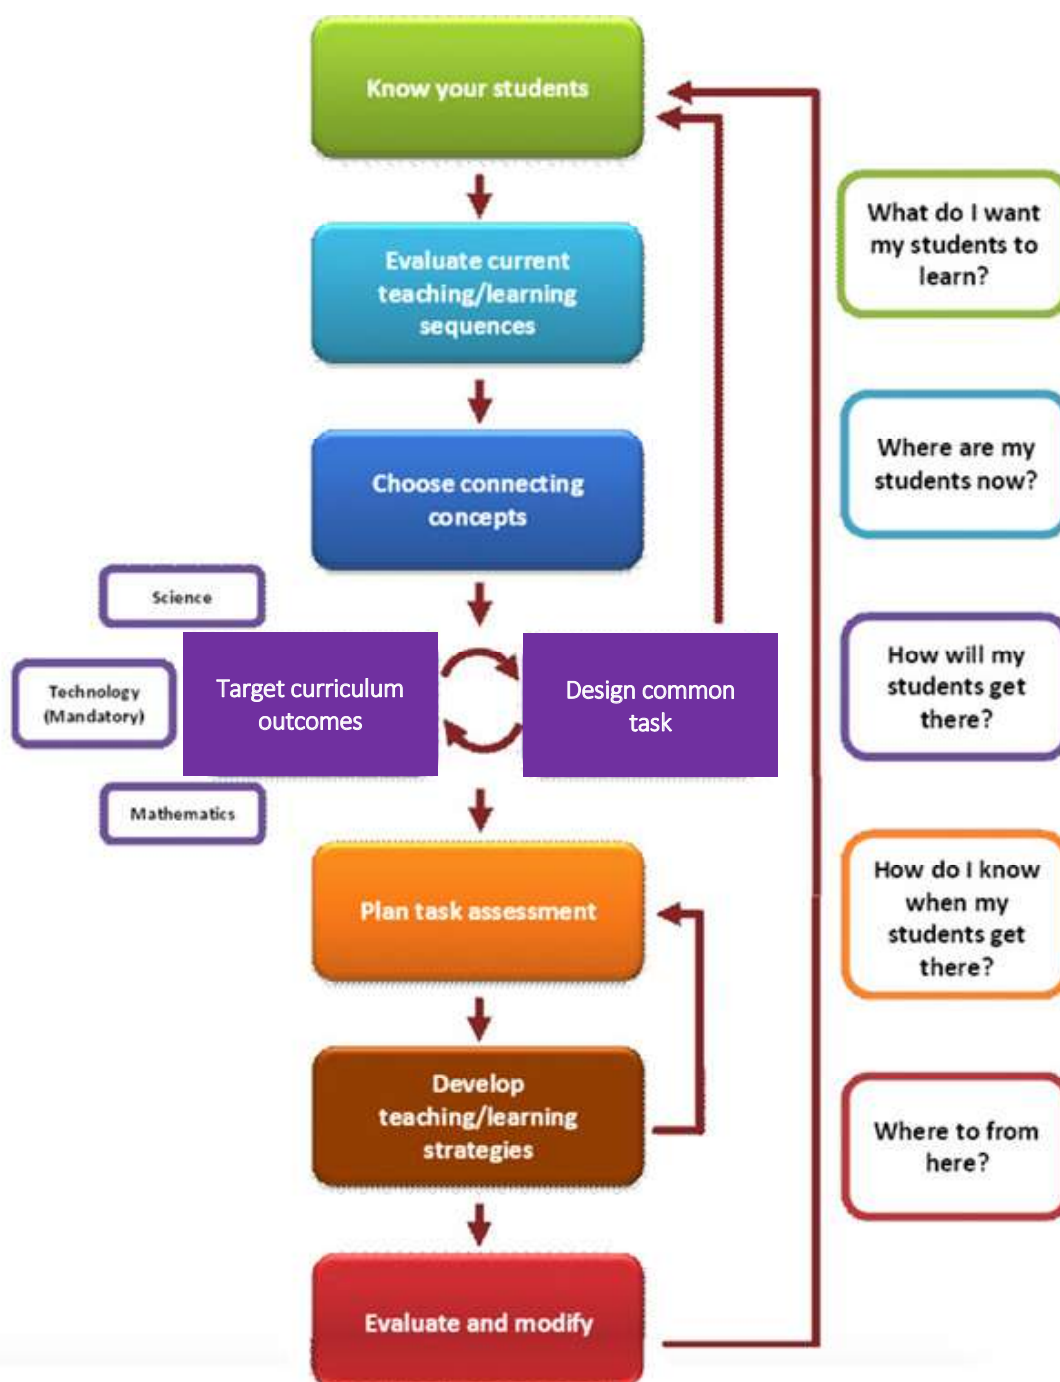 Know your students
Evaluate current
teaching/learning
sequences
Choose connecting
concepts
Science
Technology
(Mandatory)
Mathematics
Target curriculum
outcomes
Design common
task
Plan task assessment
Develop
teaching/learning
strategies
Evaluate and modify
What do I want
my students to
learn?
Where are my
students now?
How will my
students get
there?
How do I know
when my
students get
there?
Where to from
here?